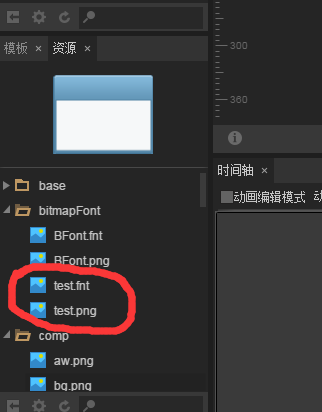 300
模板 × 资源 ×
360
时间轴 ×
base
动画编辑模式
bitmapFont
BFont.fnt
BFont.png
test.fnt
test.png
comp
aw.png
bg.png